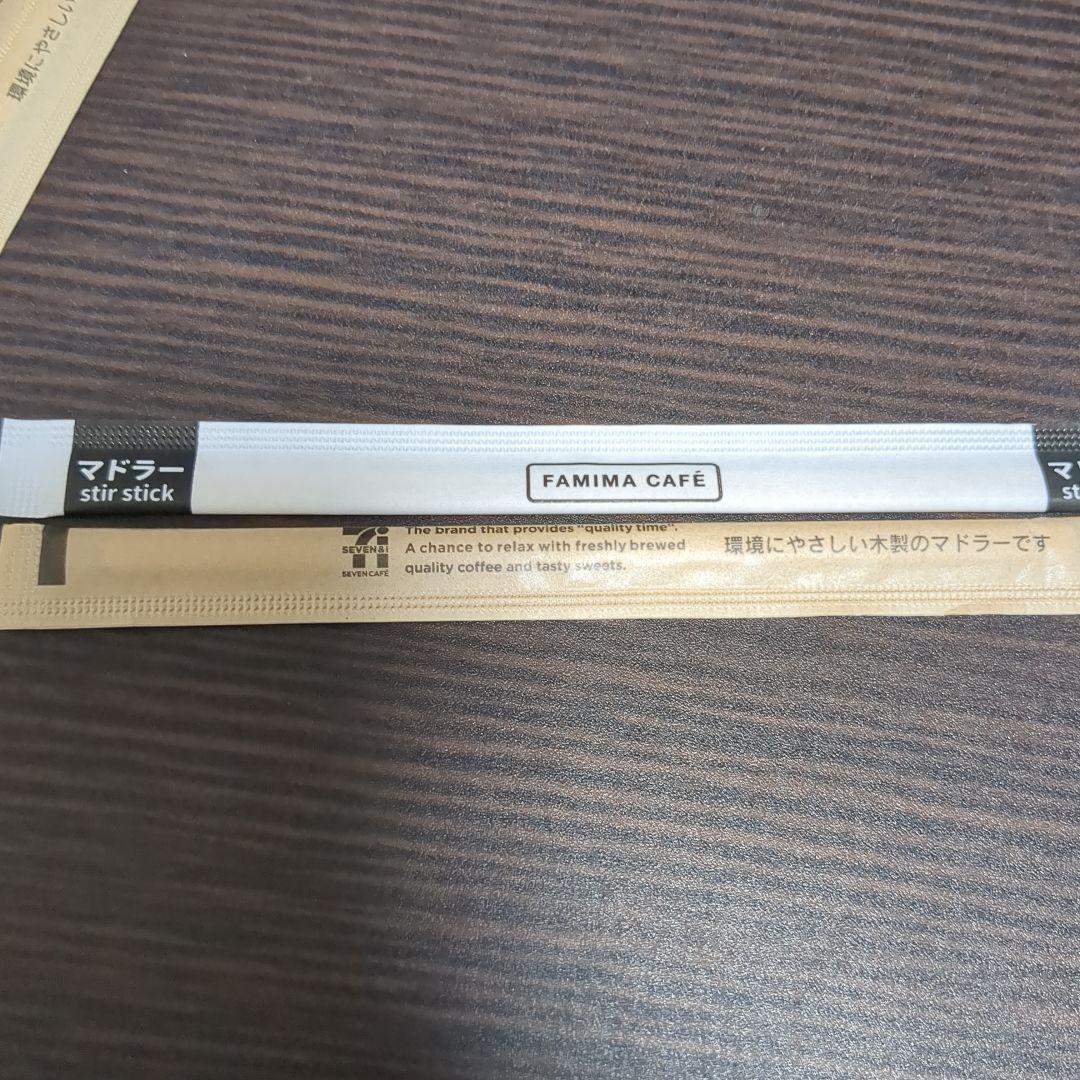 環境にやさしい
マドラー
stir stick
FAMIMA CAFÉ
マ
st
SEVEN&i
SEVEN CAFÉ
The brand that provides "quality time".
A chance to relax with freshly brewed
quality coffee and tasty sweets.
環境にやさしい木製のマドラーです